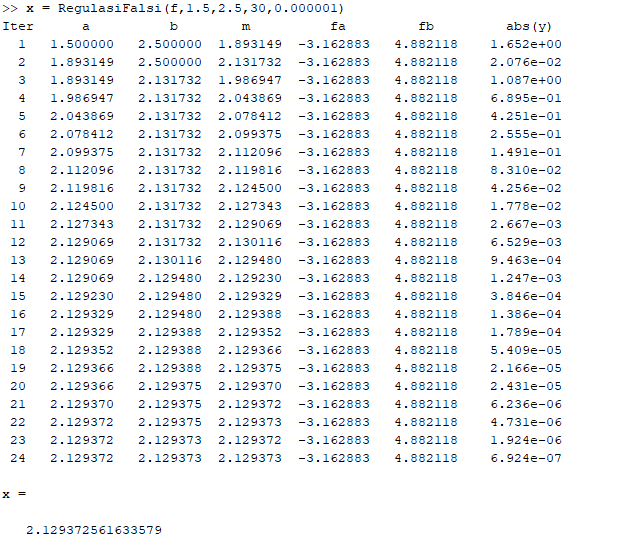 >> x = RegulasiFalsi(f,1.5,2.5,30,0.000001)
Iter a b m fa fb abs(y)
1 1.500000 2.500000 1.893149 -3.162883 4.882118 1.652e+00
2 1.893149 2.500000 2.131732 -3.162883 4.882118 2.076e-02
3 1.893149 2.131732 1.986947 -3.162883 4.882118 1.087e+00
4 1.986947 2.131732 2.043869 -3.162883 4.882118 6.895e-01
5 2.043869 2.131732 2.078412 -3.162883 4.882118 4.251e-01
6 2.078412 2.131732 2.099375 -3.162883 4.882118 2.555e-01
7 2.099375 2.131732 2.112096 -3.162883 4.882118 1.491e-01
8 2.112096 2.131732 2.119816 -3.162883 4.882118 8.310e-02
9 2.119816 2.131732 2.124500 -3.162883 4.882118 4.256e-02
10 2.124500 2.131732 2.127343 -3.162883 4.882118 1.778e-02
11 2.127343 2.131732 2.129069 -3.162883 4.882118 2.667e-03
12 2.129069 2.131732 2.130116 -3.162883 4.882118 6.529e-03
13 2.129069 2.130116 2.129480 -3.162883 4.882118 9.463e-04
14 2.129069 2.129480 2.129230 -3.162883 4.882118 1.247e-03
15 2.129230 2.129480 2.129329 -3.162883 4.882118 3.846e-04
16 2.129329 2.129480 2.129388 -3.162883 4.882118 1.386e-04
17 2.129329 2.129388 2.129352 -3.162883 4.882118 1.789e-04
18 2.129352 2.129388 2.129366 -3.162883 4.882118 5.409e-05
19 2.129366 2.129388 2.129375 -3.162883 4.882118 2.166e-05
20 2.129366 2.129375 2.129370 -3.162883 4.882118 2.431e-05
21 2.129370 2.129375 2.129372 -3.162883 4.882118 6.236e-06
22 2.129372 2.129375 2.129373 -3.162883 4.882118 4.731e-06
23 2.129372 2.129373 2.129372 -3.162883 4.882118 1.924e-06
24 2.129372 2.129373 2.129373 -3.162883 4.882118 6.924e-07
x =
2.129372561633579